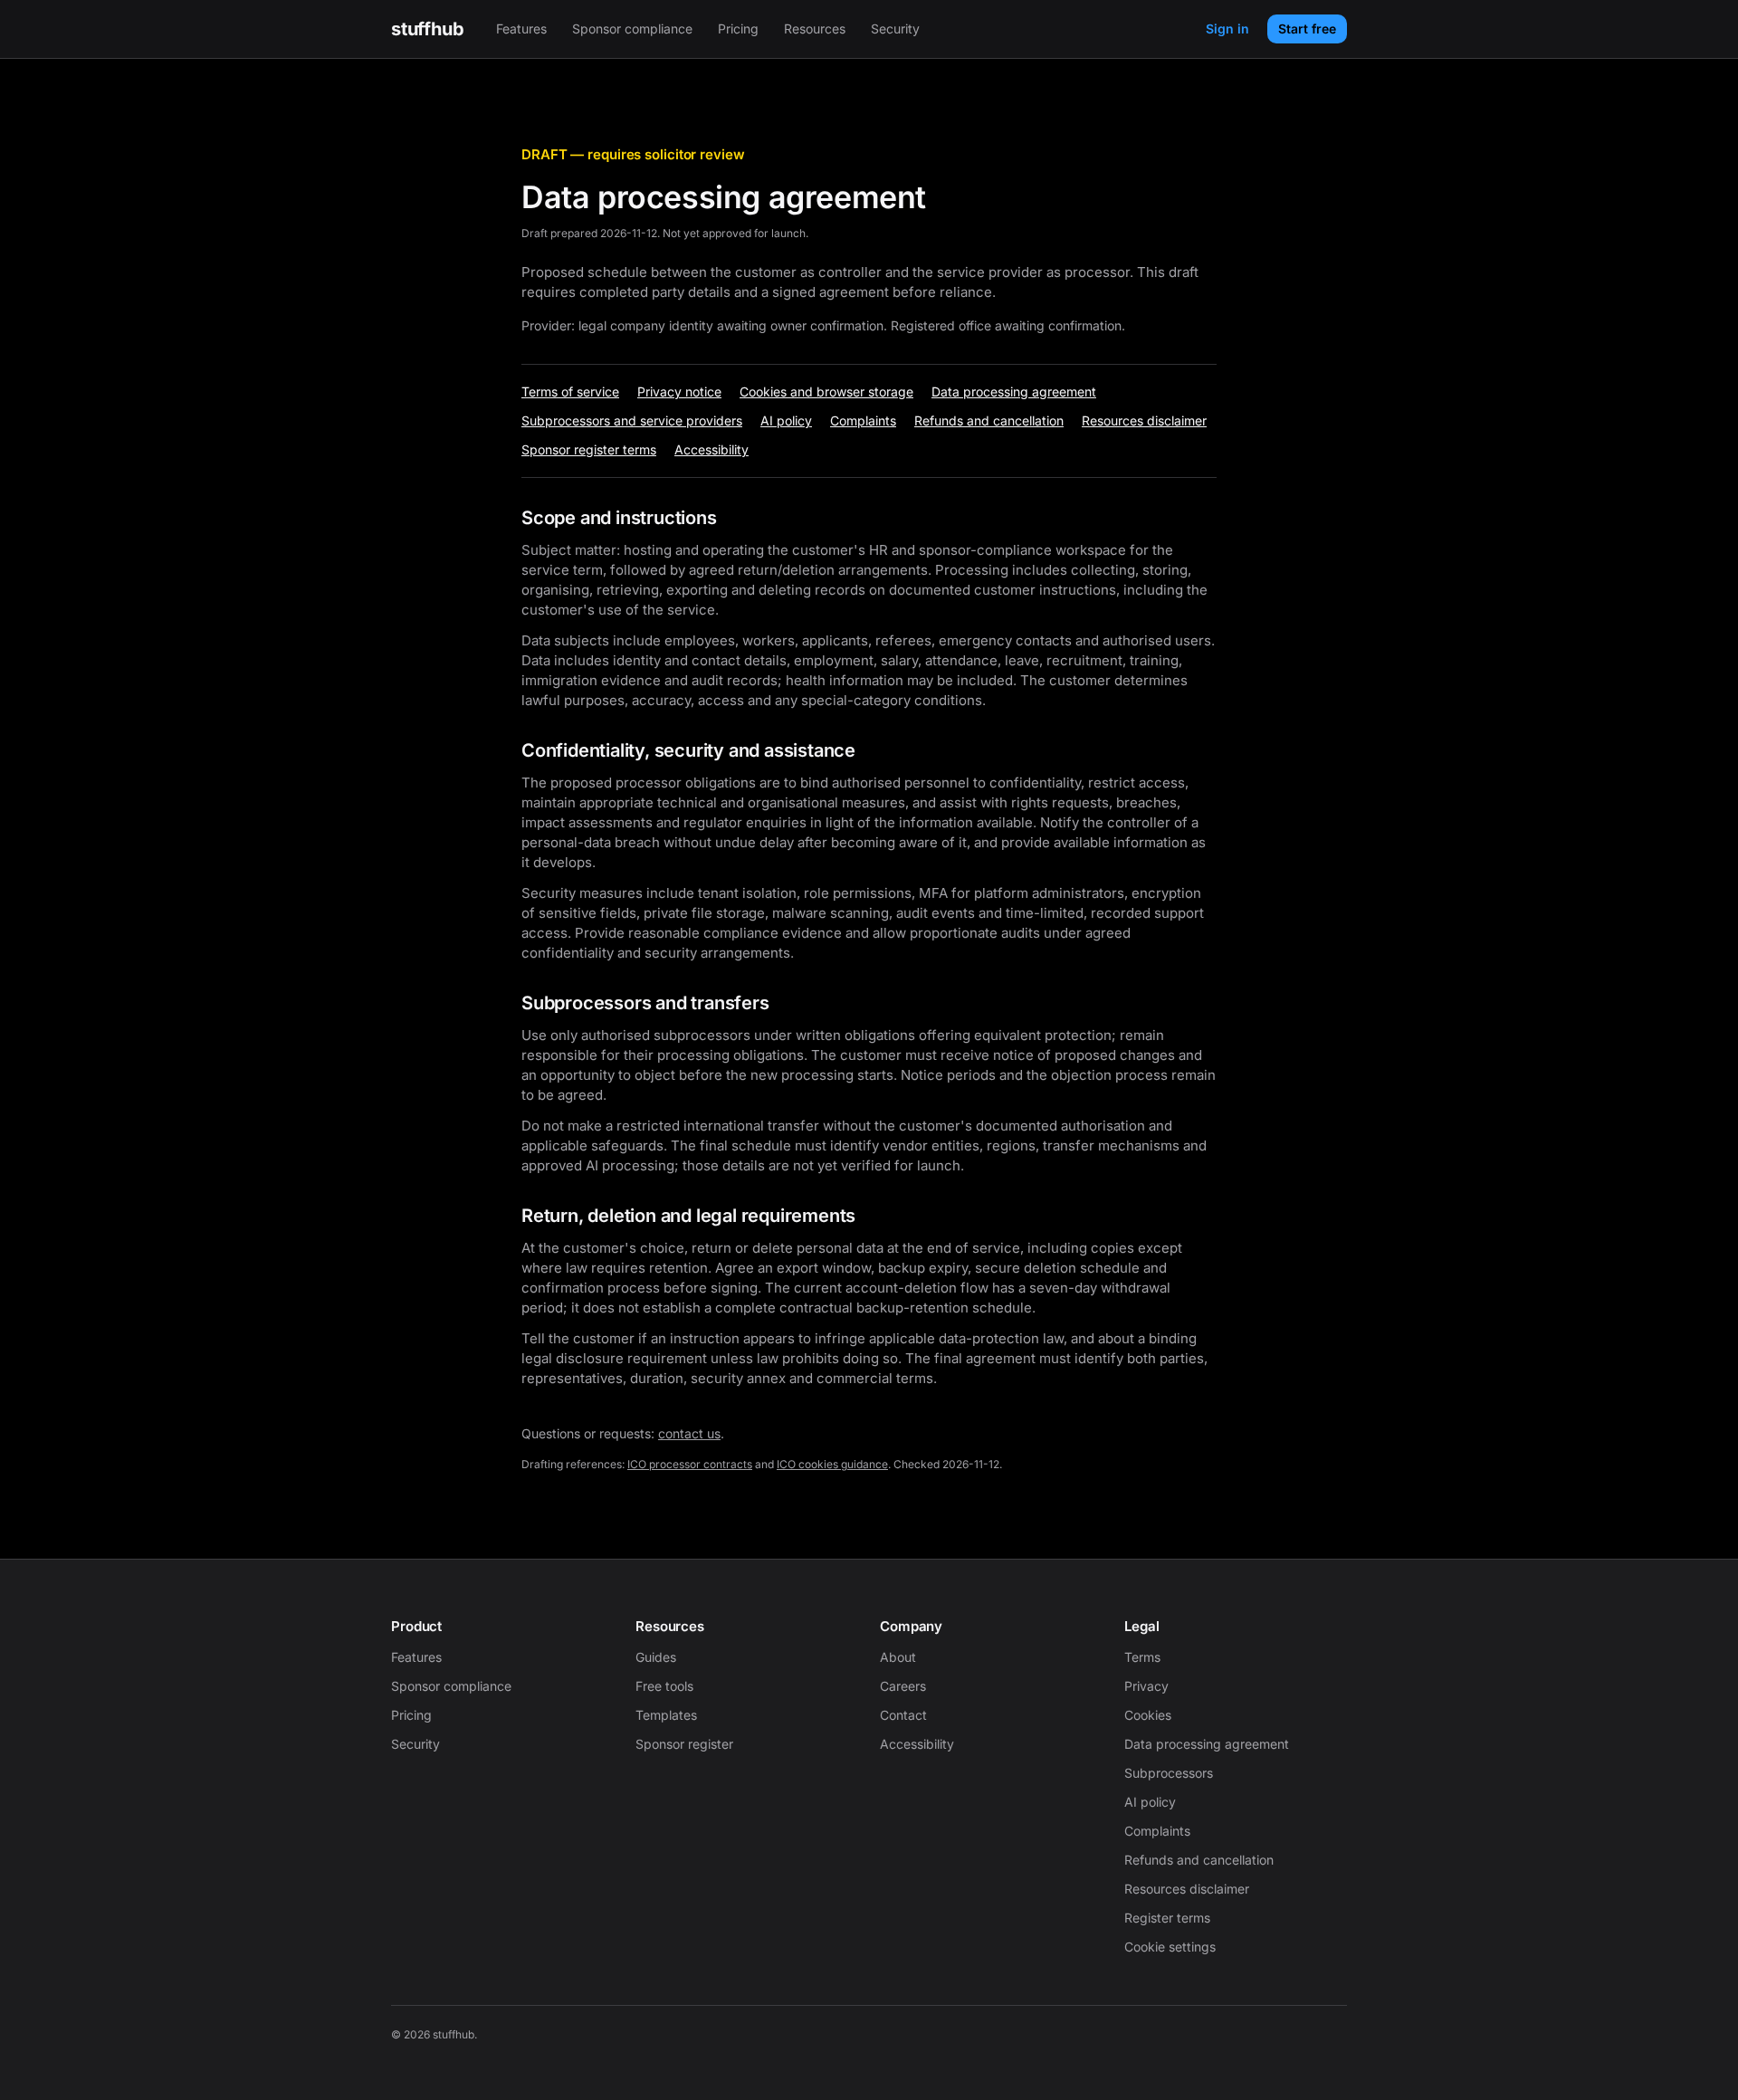 stuffhub Features Sponsor compliance Pricing Resources Security Sign in Start free
DRAFT — requires solicitor review
Data processing agreement
Draft prepared 2026-11-12. Not yet approved for launch.
Proposed schedule between the customer as controller and the service provider as processor. This draft
requires completed party details and a signed agreement before reliance.
Provider: legal company identity awaiting owner confirmation. Registered office awaiting confirmation.
Terms of service Privacy notice Cookies and browser storage Data processing agreement
Subprocessors and service providers AI policy Complaints Refunds and cancellation Resources disclaimer
Sponsor register terms Accessibility
Scope and instructions
Subject matter: hosting and operating the customer's HR and sponsor-compliance workspace for the
service term, followed by agreed return/deletion arrangements. Processing includes collecting, storing,
organising, retrieving, exporting and deleting records on documented customer instructions, including the
customer's use of the service.
Data subjects include employees, workers, applicants, referees, emergency contacts and authorised users.
Data includes identity and contact details, employment, salary, attendance, leave, recruitment, training,
immigration evidence and audit records; health information may be included. The customer determines
lawful purposes, accuracy, access and any special-category conditions.
Confidentiality, security and assistance
The proposed processor obligations are to bind authorised personnel to confidentiality, restrict access,
maintain appropriate technical and organisational measures, and assist with rights requests, breaches,
impact assessments and regulator enquiries in light of the information available. Notify the controller of a
personal-data breach without undue delay after becoming aware of it, and provide available information as
it develops.
Security measures include tenant isolation, role permissions, MFA for platform administrators, encryption
of sensitive fields, private file storage, malware scanning, audit events and time-limited, recorded support
access. Provide reasonable compliance evidence and allow proportionate audits under agreed
confidentiality and security arrangements.
Subprocessors and transfers
Use only authorised subprocessors under written obligations offering equivalent protection; remain
responsible for their processing obligations. The customer must receive notice of proposed changes and
an opportunity to object before the new processing starts. Notice periods and the objection process remain
to be agreed.
Do not make a restricted international transfer without the customer's documented authorisation and
applicable safeguards. The final schedule must identify vendor entities, regions, transfer mechanisms and
approved AI processing; those details are not yet verified for launch.
Return, deletion and legal requirements
At the customer's choice, return or delete personal data at the end of service, including copies except
where law requires retention. Agree an export window, backup expiry, secure deletion schedule and
confirmation process before signing. The current account-deletion flow has a seven-day withdrawal
period; it does not establish a complete contractual backup-retention schedule.
Tell the customer if an instruction appears to infringe applicable data-protection law, and about a binding
legal disclosure requirement unless law prohibits doing so. The final agreement must identify both parties,
representatives, duration, security annex and commercial terms.
Questions or requests: contact us.
Drafting references: ICO processor contracts and ICO cookies guidance. Checked 2026-11-12.
Product
Features
Sponsor compliance
Pricing
Security
Resources
Guides
Free tools
Templates
Sponsor register
Company
About
Careers
Contact
Accessibility
Legal
Terms
Privacy
Cookies
Data processing agreement
Subprocessors
AI policy
Complaints
Refunds and cancellation
Resources disclaimer
Register terms
Cookie settings
© 2026 stuffhub.